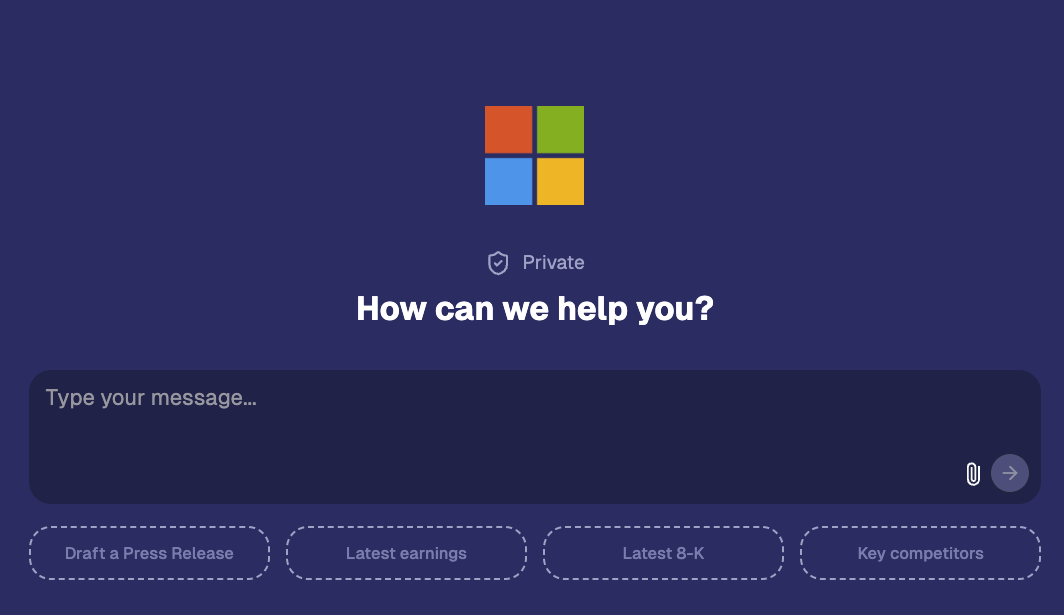 Private
How can we help you?
Type your message...
Draft a Press Release
Latest earnings
Latest 8-K
Key competitors